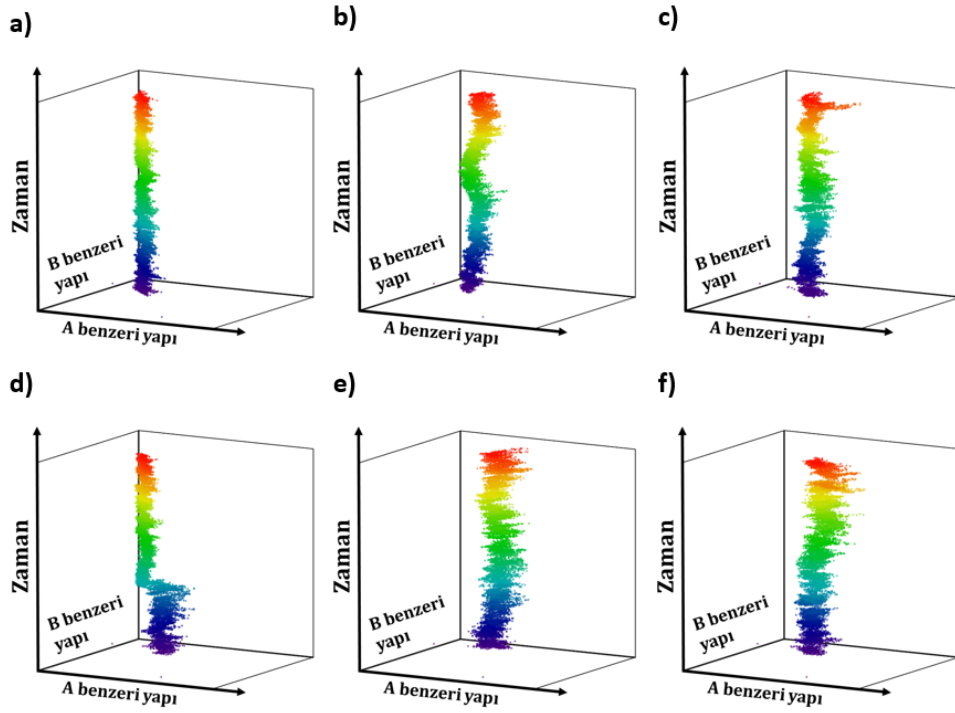 a)
Zaman
B benzeri
yapı
A benzeri yapı
b)
Zaman
B benzeri
yapı
A benzeri yapı
c)
Zaman
B benzeri
yapı
A benzeri yapı
d)
Zaman
B benzeri
yapı
A benzeri yapı
e)
Zaman
B benzeri
yapı
A benzeri yapı
f)
Zaman
B benzeri
yapı
A benzeri yapı